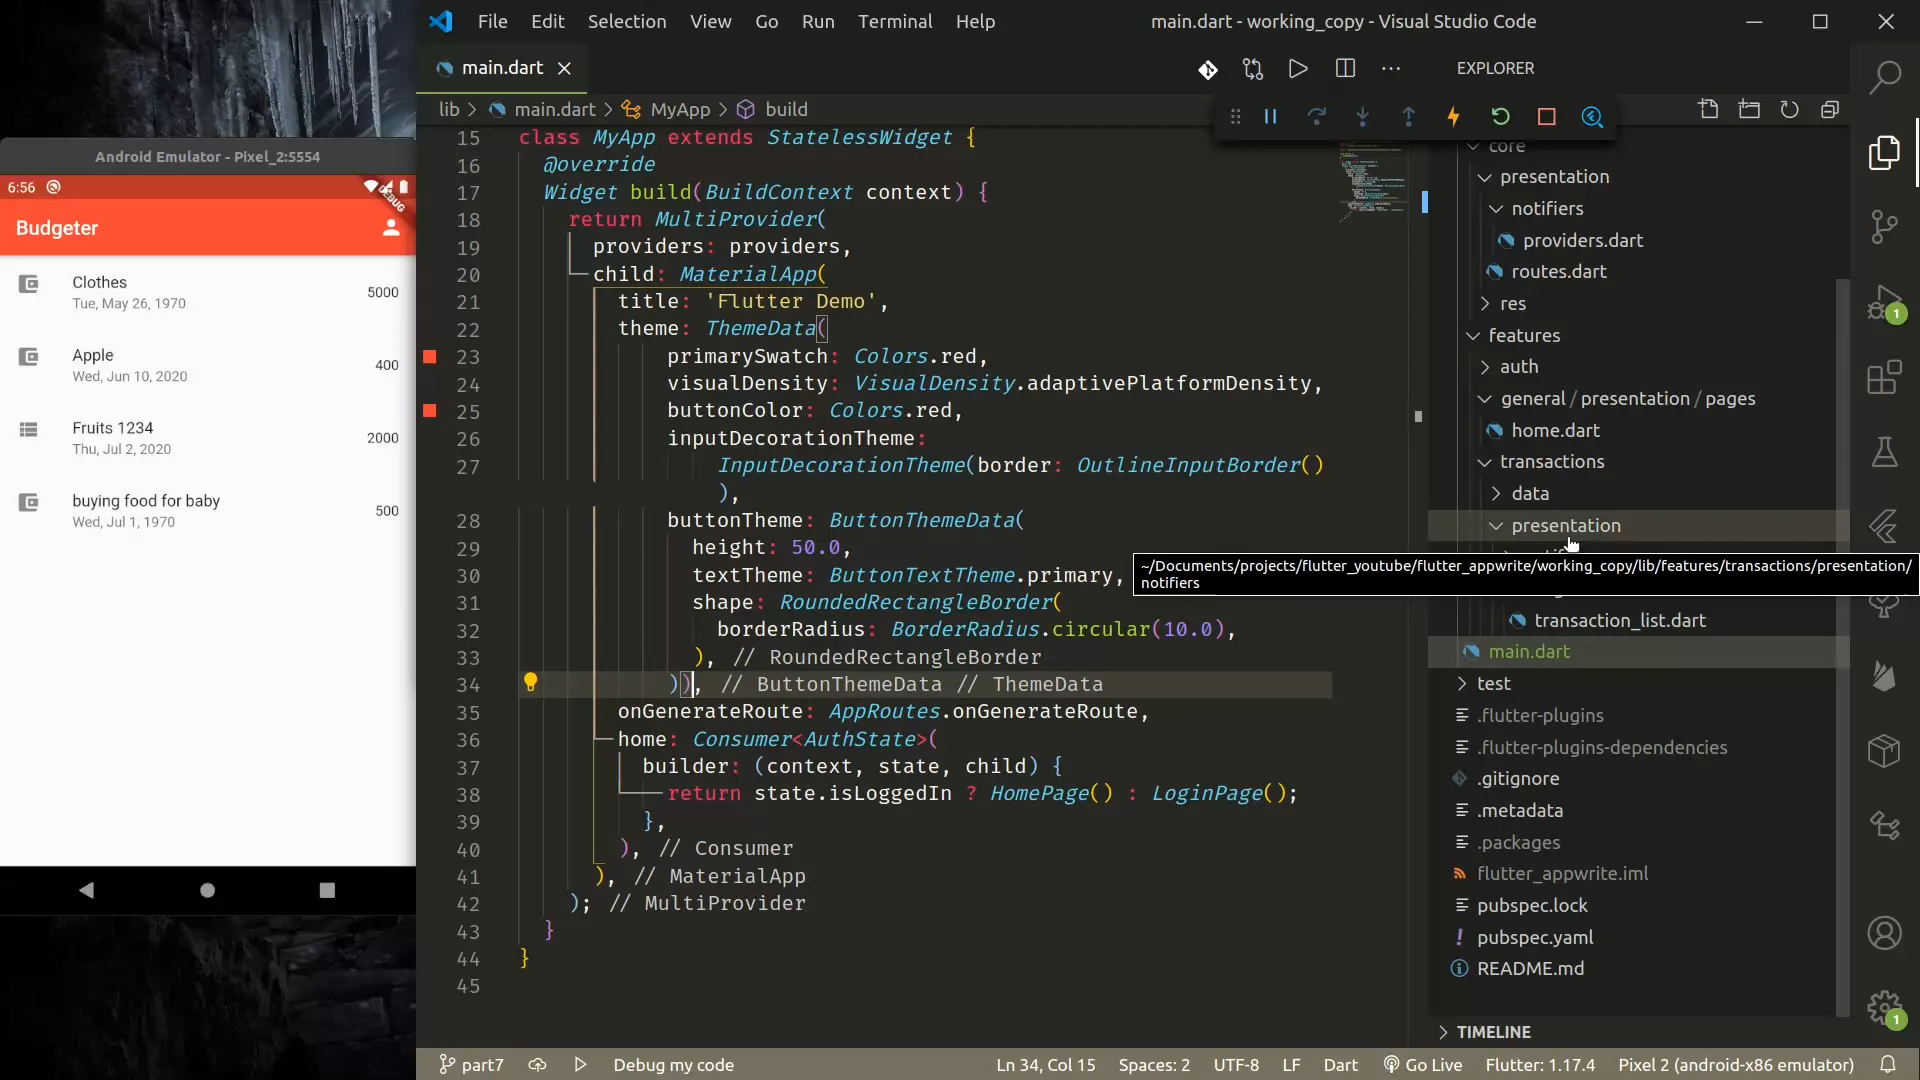 File Edit Selection View Go Run Terminal Help
main.dart - working_copy - Visual Studio Code
main.dart
EXPLORER
lib > main.dart > MyApp > build
Android Emulator - Pixel_2:5554
6:56
DEBUG
Budgeter
Clothes
Tue, May 26, 1970
5000
Apple
Wed, Jun 10, 2020
400
Fruits 1234
Thu, Jul 2, 2020
2000
buying food for baby
Wed, Jul 1, 1970
500
15 class MyApp extends StatelessWidget {
16 @override
17 Widget build(BuildContext context) {
18 return MultiProvider(
19 providers: providers,
20 child: MaterialApp(
21 title: 'Flutter Demo',
22 theme: ThemeData(
23 primarySwatch: Colors.red,
24 visualDensity: VisualDensity.adaptivePlatformDensity,
25 buttonColor: Colors.red,
26 inputDecorationTheme:
27 InputDecorationTheme(border: OutlineInputBorder()
),
28 buttonTheme: ButtonThemeData(
29 height: 50.0,
30 textTheme: ButtonTextTheme.primary,
31 shape: RoundedRectangleBorder(
32 borderRadius: BorderRadius.circular(10.0),
33 ), // RoundedRectangleBorder
34 )), // ButtonThemeData // ThemeData
35 onGenerateRoute: AppRoutes.onGenerateRoute,
36 home: Consumer<AuthState>(
37 builder: (context, state, child) {
38 return state.isLoggedIn ? HomePage() : LoginPage();
39 },
40 ), // Consumer
41 ), // MaterialApp
42 ); // MultiProvider
43 }
44 }
45
core
presentation
notifiers
providers.dart
routes.dart
res
features
auth
general / presentation / pages
home.dart
transactions
data
presentation
~/Documents/projects/flutter_youtube/flutter_appwrite/working_copy/lib/features/transactions/presentation/
notifiers
transaction_list.dart
main.dart
test
.flutter-plugins
.flutter-plugins-dependencies
.gitignore
.metadata
.packages
flutter_appwrite.iml
pubspec.lock
pubspec.yaml
README.md
TIMELINE
1
1
part7
Debug my code
Ln 34, Col 15
Spaces: 2
UTF-8
LF
Dart
Go Live
Flutter: 1.17.4
Pixel 2 (android-x86 emulator)